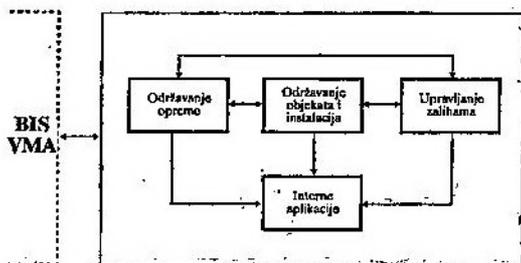 BIS
VMA
Održavanje
opreme
Održavanje
objekata i
instalacija
Upravljanje
zalihama
Interne
aplikacije